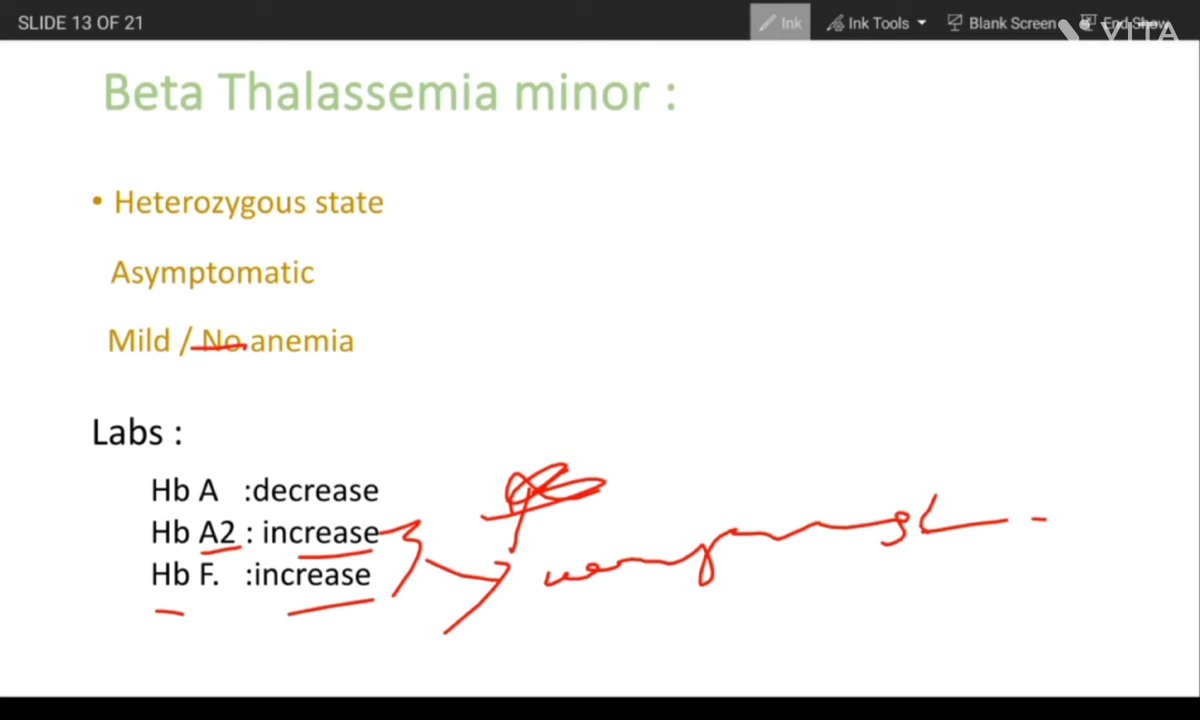 SLIDE 13 OF 21 Ink Ink Tools Blank Screen End Show
VITA
Beta Thalassemia minor :
• Heterozygous state
Asymptomatic
Mild / No anemia
Labs :
Hb A :decrease
Hb A2 : increase
Hb F. :increase